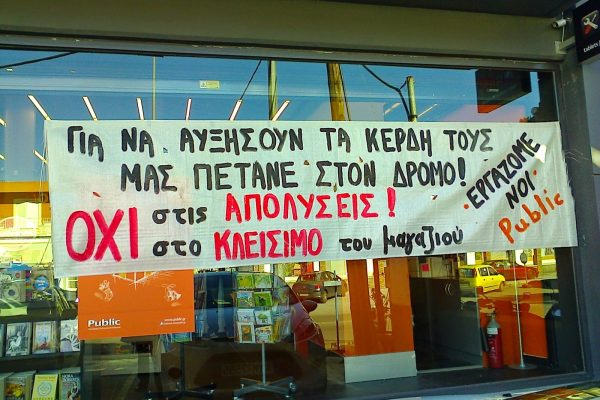 ΓΙΑ ΝΑ ΑΥΞΗΣΟΥΝ ΤΑ ΚΕΡΔΗ ΤΟΥΣ
ΜΑΣ ΠΕΤΑΝΕ ΣΤΟΝ ΔΡΟΜΟ!
ΟΧΙ στις ΑΠΟΛΥΣΕΙΣ!
στο ΚΛΕΙΣΙΜΟ του μαγαζιού
·ΕΡΓΑΖΟΜΕ
ΝΟΙ·
Public
Public